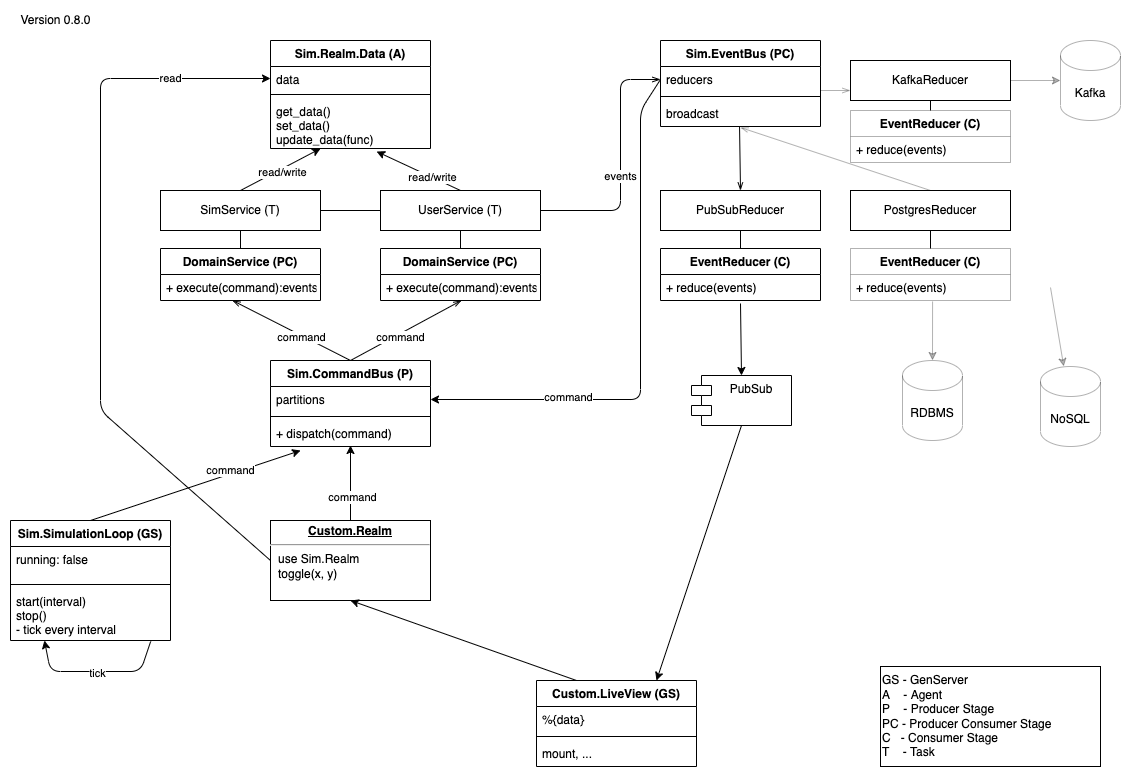 Version 0.8.0
Sim.Realm.Data (A)
data
get_data()
set_data()
update_data(func)
read
read/write
read/write
SimService (T)
UserService (T)
DomainService (PC)
+ execute(command):events
DomainService (PC)
+ execute(command):events
command
command
Sim.CommandBus (P)
partitions
+ dispatch(command)
command
command
command
events
Sim.EventBus (PC)
reducers
broadcast
KafkaReducer
EventReducer (C)
+ reduce(events)
Kafka
PubSubReducer
EventReducer (C)
+ reduce(events)
PostgresReducer
EventReducer (C)
+ reduce(events)
PubSub
RDBMS
NoSQL
Sim.SimulationLoop (GS)
running: false
start(interval)
stop()
- tick every interval
tick
Custom.Realm
use Sim.Realm
toggle(x, y)
Custom.LiveView (GS)
%{data}
mount, ...
GS - GenServer
A - Agent
P - Producer Stage
PC - Producer Consumer Stage
C - Consumer Stage
T - Task